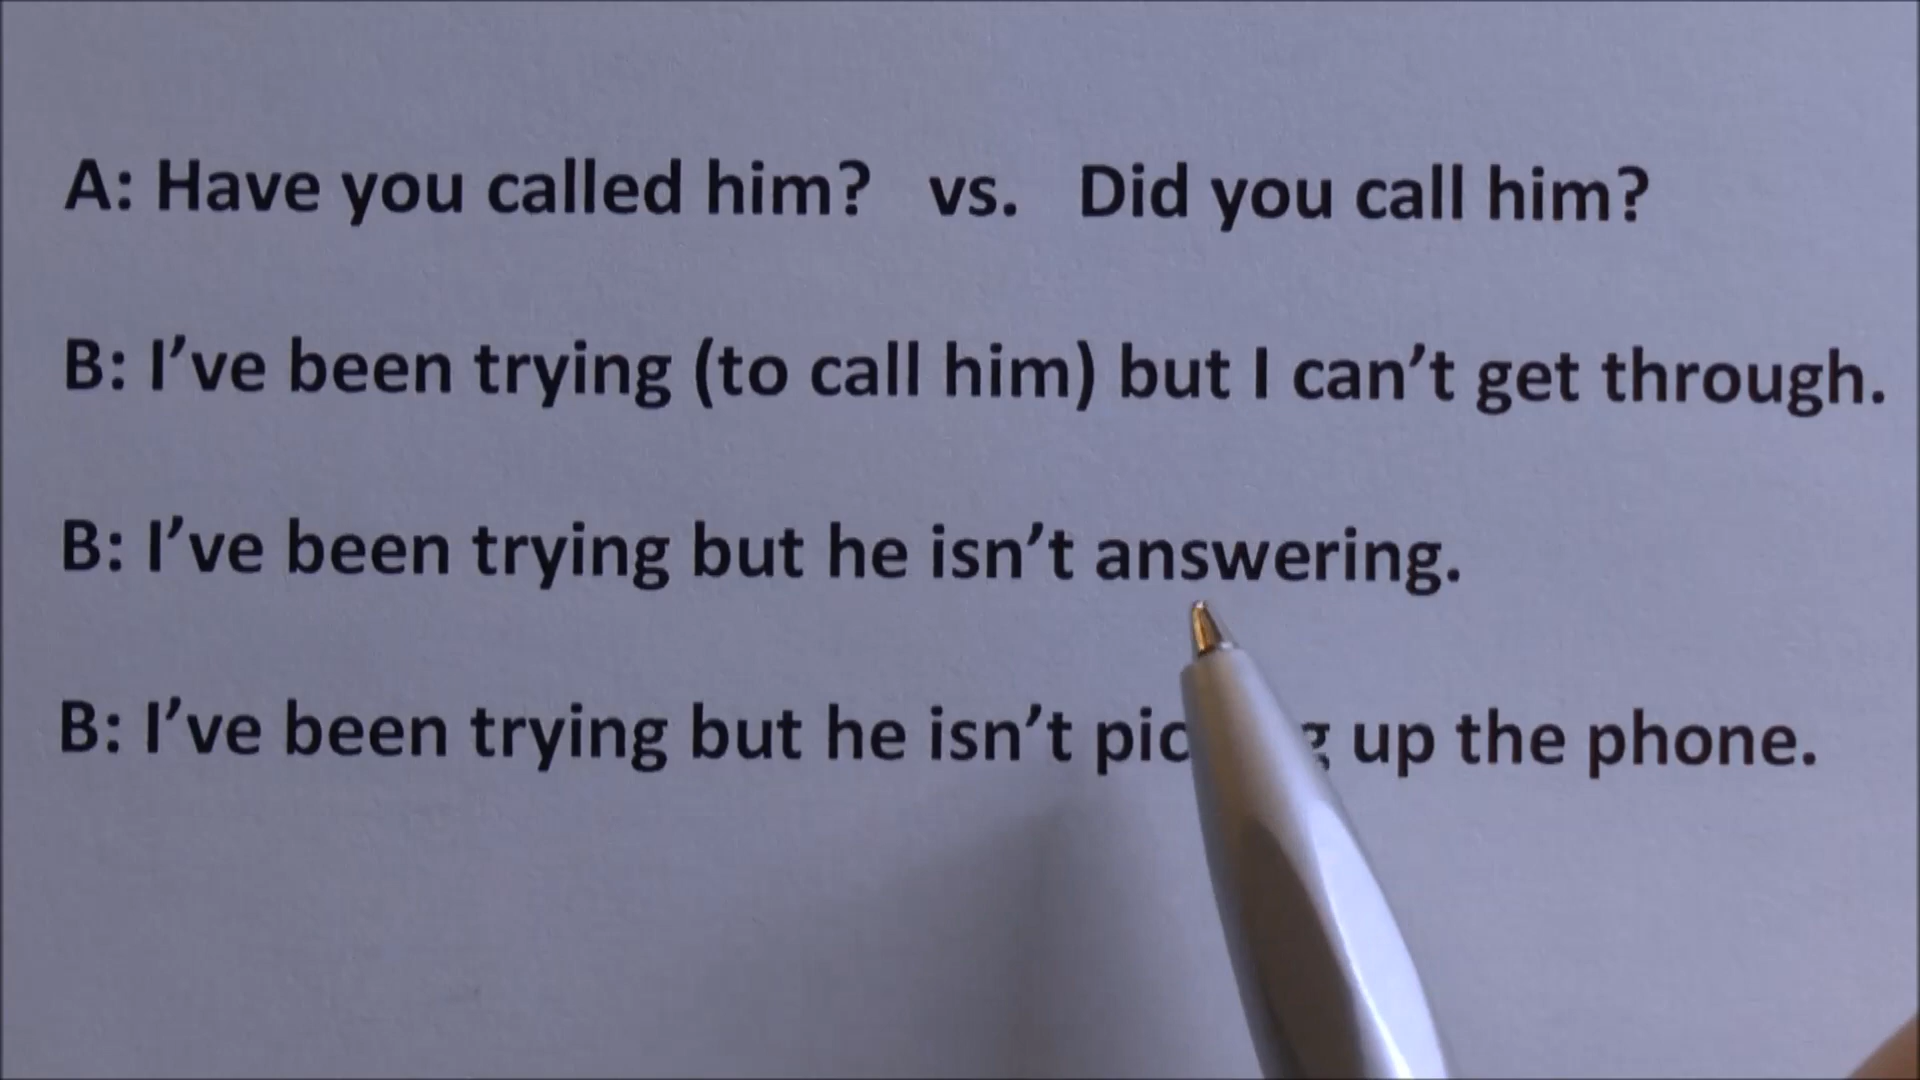 A: Have you called him? vs. Did you call him?
B: I've been trying (to call him) but I can't get through.
B: I've been trying but he isn't answering.
B: I've been trying but he isn't up the phone.